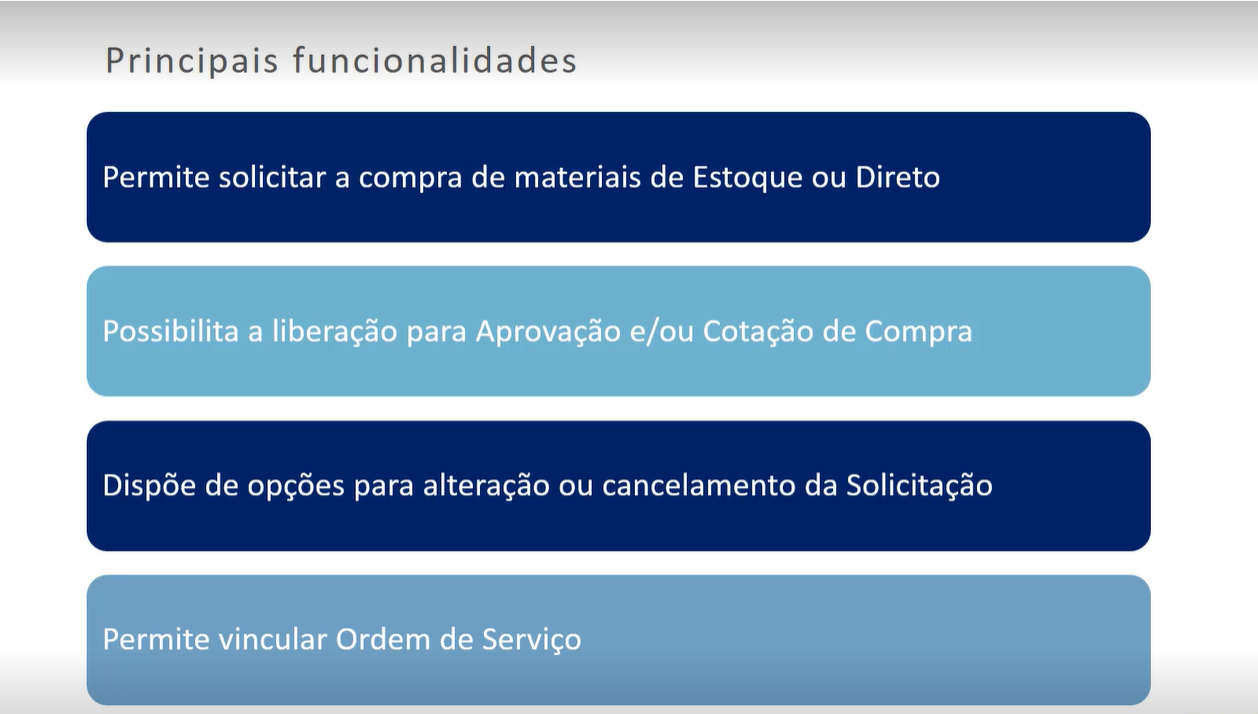 Principais funcionalidades
Permite solicitar a compra de materiais de Estoque ou Direto
Possibilita a liberação para Aprovação e/ou Cotação de Compra
Dispõe de opções para alteração ou cancelamento da Solicitação
Permite vincular Ordem de Serviço